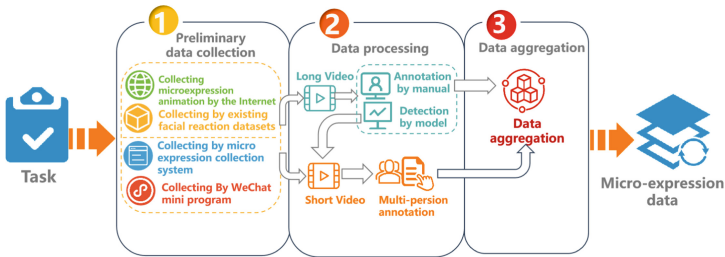 Task
1
Preliminary
data collection
Collecting
microexpression
animation by the Internet
Collecting by existing
facial reaction datasets
Collecting by micro
expression collection
system
Collecting By WeChat
mini program
2
Data processing
Long Video
Annotation
by manual
Detection
by model
Short Video
Multi-persion
annotation
3
Data aggregation
Data
aggregation
Micro-expression
data